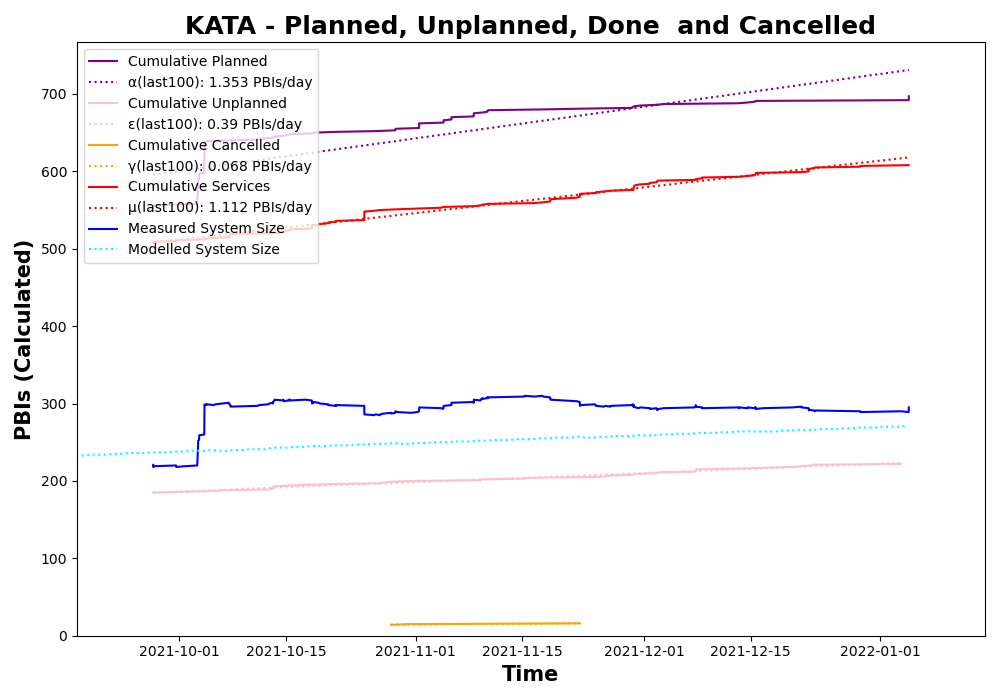 KATA - Planned, Unplanned, Done  and Cancelled
Cumulative Planned
α(last100): 1.353 PBIs/day
Cumulative Unplanned
ε(last100): 0.39 PBIs/day
Cumulative Cancelled
γ(last100): 0.068 PBIs/day
Cumulative Services
μ(last100): 1.112 PBIs/day
Measured System Size
Modelled System Size
PBIs (Calculated)
700
600
500
400
300
200
100
0
2021-10-01
2021-10-15
2021-11-01
2021-11-15
2021-12-01
2021-12-15
2022-01-01
Time